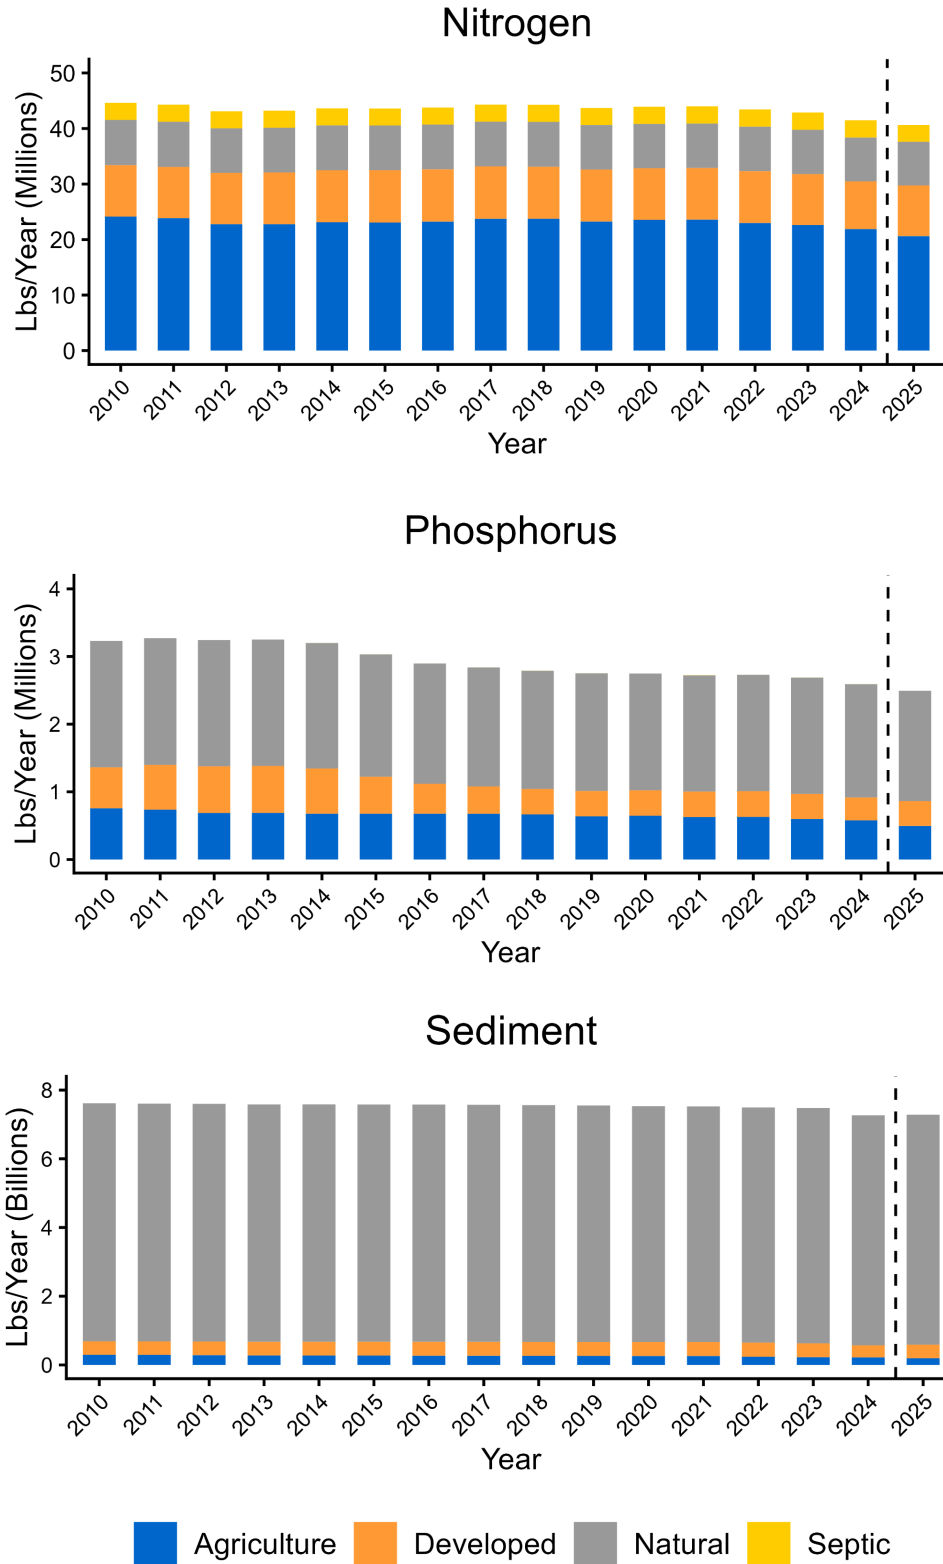 Nitrogen
Lbs/Year (Millions)
50
40
30
20
10
0
2010 2011 2012 2013 2014 2015 2016 2017 2018 2019 2020 2021 2022 2023 2024 2025
Year
Phosphorus
Lbs/Year (Millions)
4
3
2
1
0
2010 2011 2012 2013 2014 2015 2016 2017 2018 2019 2020 2021 2022 2023 2024 2025
Year
Sediment
Lbs/Year (Billions)
8
6
4
2
0
2010 2011 2012 2013 2014 2015 2016 2017 2018 2019 2020 2021 2022 2023 2024 2025
Year
Agriculture Developed Natural Septic